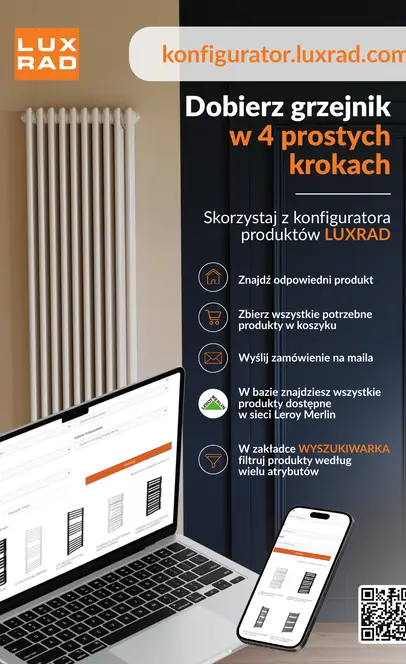 LUX
RAD
konfigurator.luxrad.com
Dobierz grzejnik
w 4 prostych
krokach
Skorzystaj z konfiguratora
produktów LUXRAD
Znajdź odpowiedni produkt
Zbierz wszystkie potrzebne
produkty w koszyku
Wyślij zamówienie na maila
LEROY MERLIN
W bazie znajdziesz wszystkie
produkty dostępne
w sieci Leroy Merlin
W zakładce WYSZUKIWARKA
filtruj produkty według
wielu atrybutów